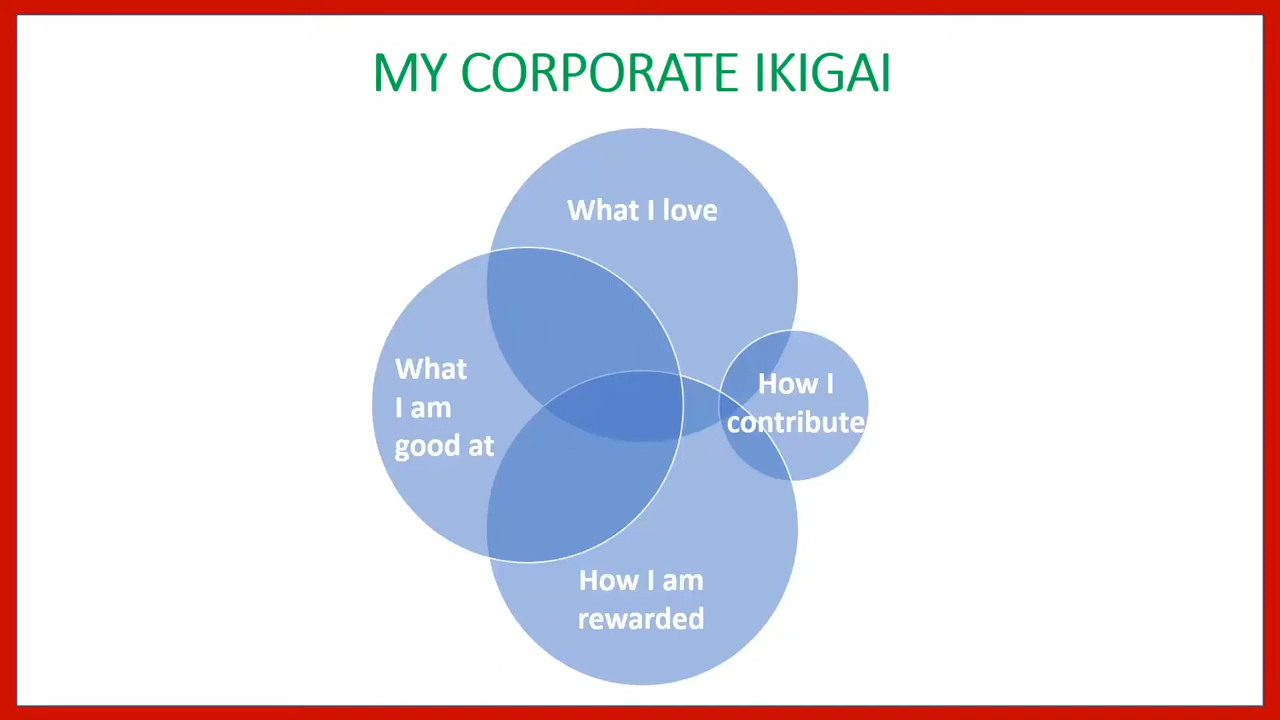 MY CORPORATE IKIGAI
What I love
What
I am
good at
How I
contribute
How I am
rewarded